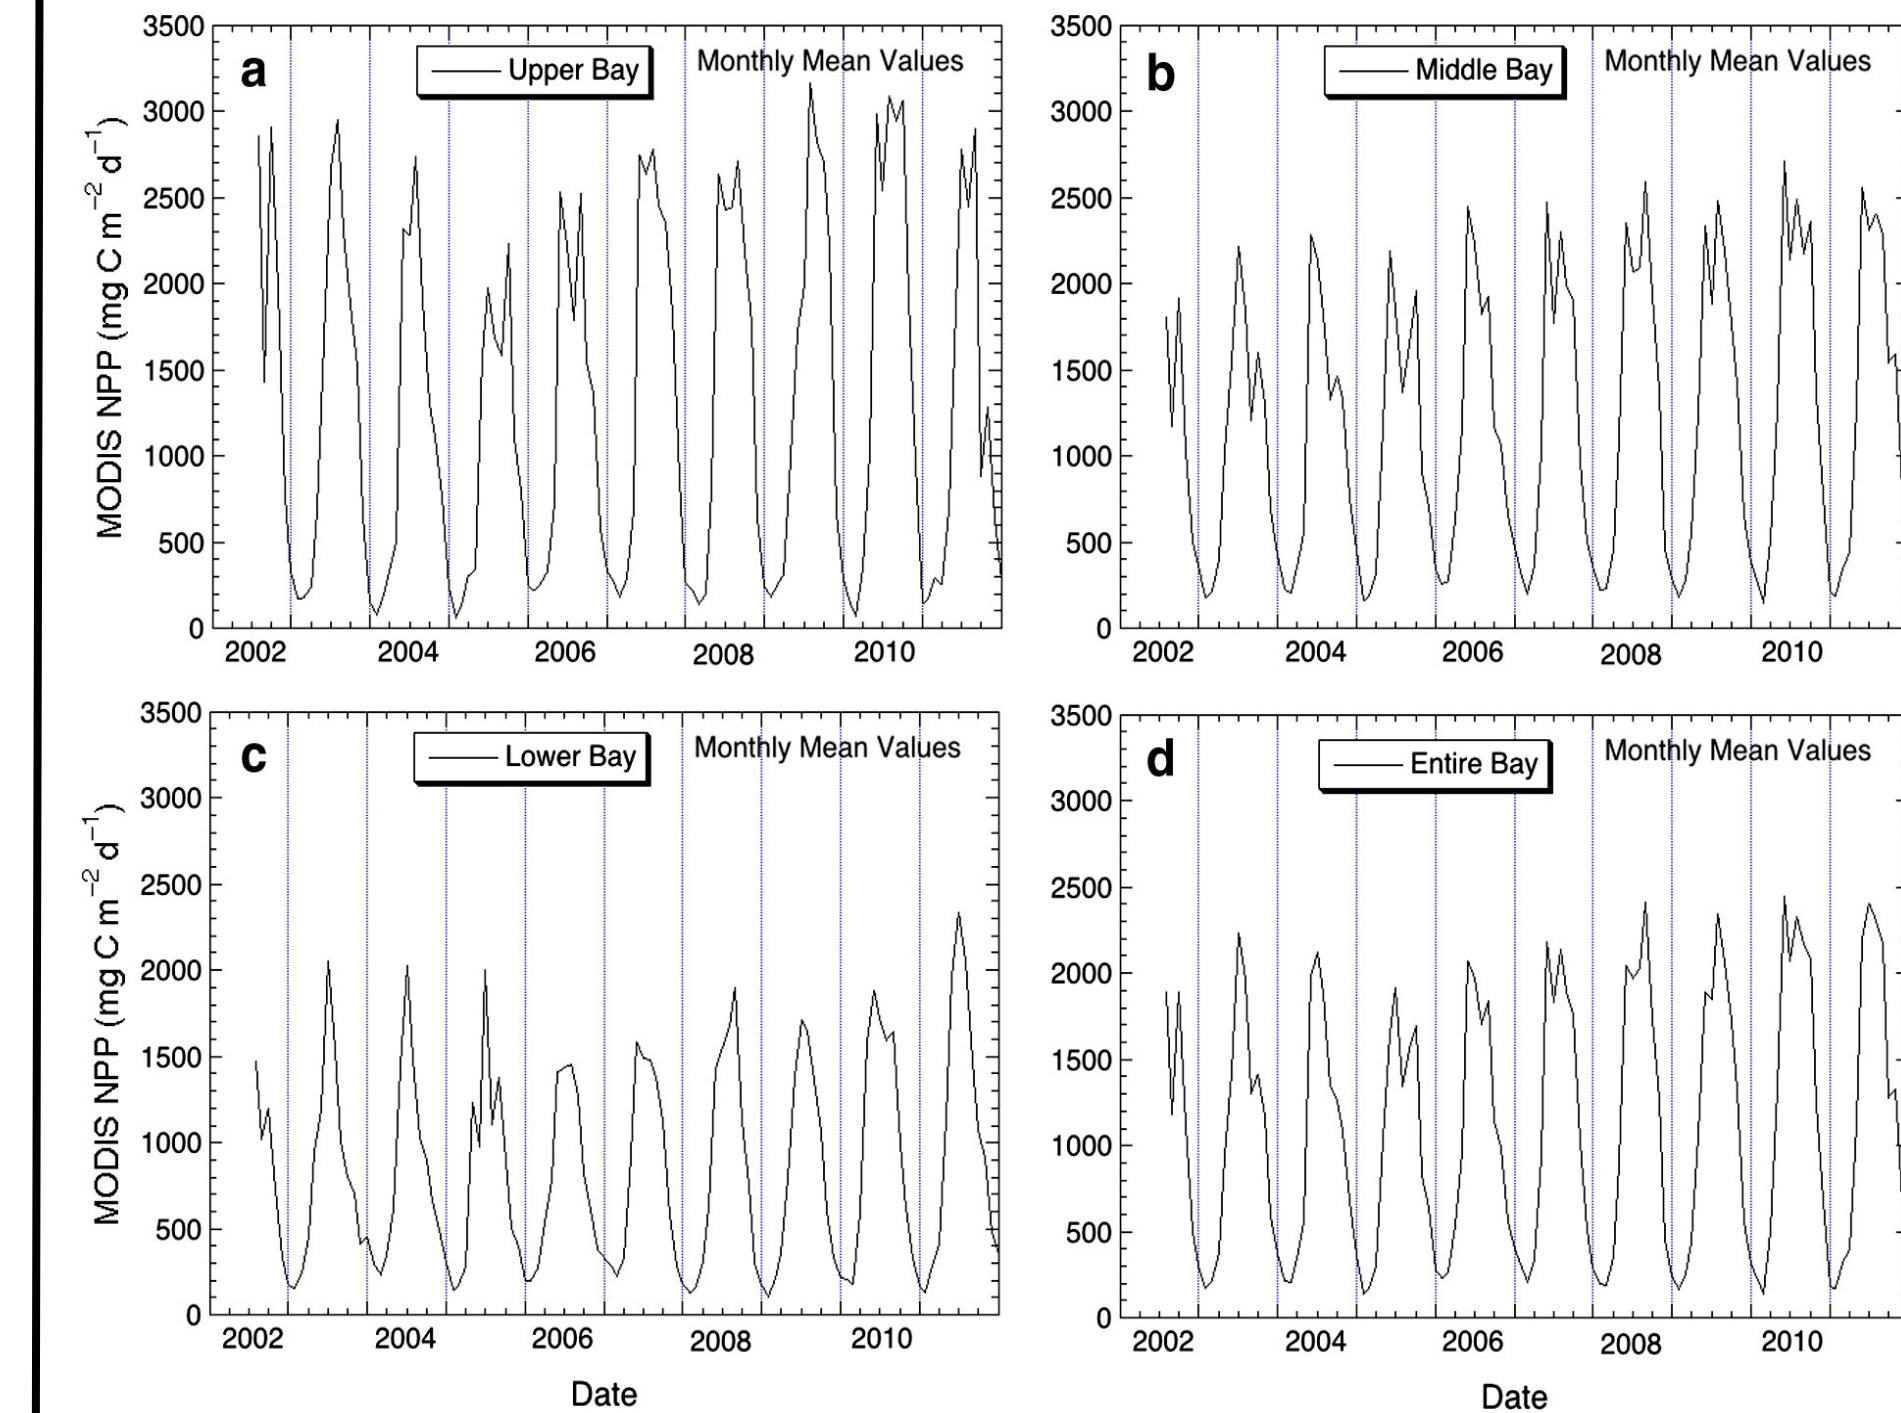 3500
3000
2500
2000
1500
1000
500
0
MODIS NPP (mg C m⁻² d⁻¹)
a
Upper Bay
Monthly Mean Values
2002 2004 2006 2008 2010
3500
3000
2500
2000
1500
1000
500
0
b
Middle Bay
Monthly Mean Values
2002 2004 2006 2008 2010
3500
3000
2500
2000
1500
1000
500
0
MODIS NPP (mg C m⁻² d⁻¹)
c
Lower Bay
Monthly Mean Values
2002 2004 2006 2008 2010
Date
3500
3000
2500
2000
1500
1000
500
0
d
Entire Bay
Monthly Mean Values
2002 2004 2006 2008 2010
Date